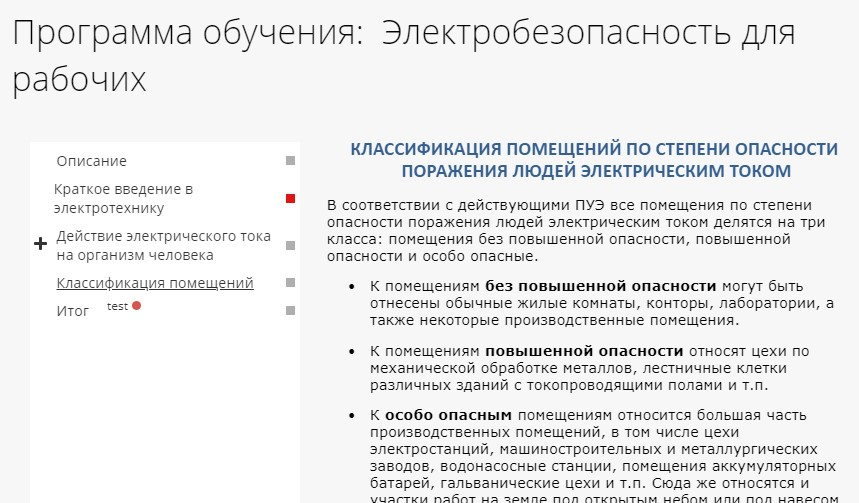 Программа обучения: Электробезопасность для
рабочих
Описание
Краткое введение в
электротехнику
Действие электрического тока
на организм человека
Классификация помещений
Итог test
КЛАССИФИКАЦИЯ ПОМЕЩЕНИЙ ПО СТЕПЕНИ ОПАСНОСТИ
ПОРАЖЕНИЯ ЛЮДЕЙ ЭЛЕКТРИЧЕСКИМ ТОКОМ
В соответствии с действующими ПУЭ все помещения по степени
опасности поражения людей электрическим током делятся на три
класса: помещения без повышенной опасности, повышенной
опасности и особо опасные.
• К помещениям без повышенной опасности могут быть
отнесены обычные жилые комнаты, конторы, лаборатории, а
также некоторые производственные помещения.
• К помещениям повышенной опасности относят цехи по
механической обработке металлов, лестничные клетки
различных зданий с токопроводящими полами и т.п.
• К особо опасным помещениям относится большая часть
производственных помещений, в том числе цехи
электростанций, машиностроительных и металлургических
заводов, водонасосные станции, помещения аккумуляторных
батарей, гальванические цехи и т.п. Сюда же относятся и
участки работ на земле под открытым небом или под навесом